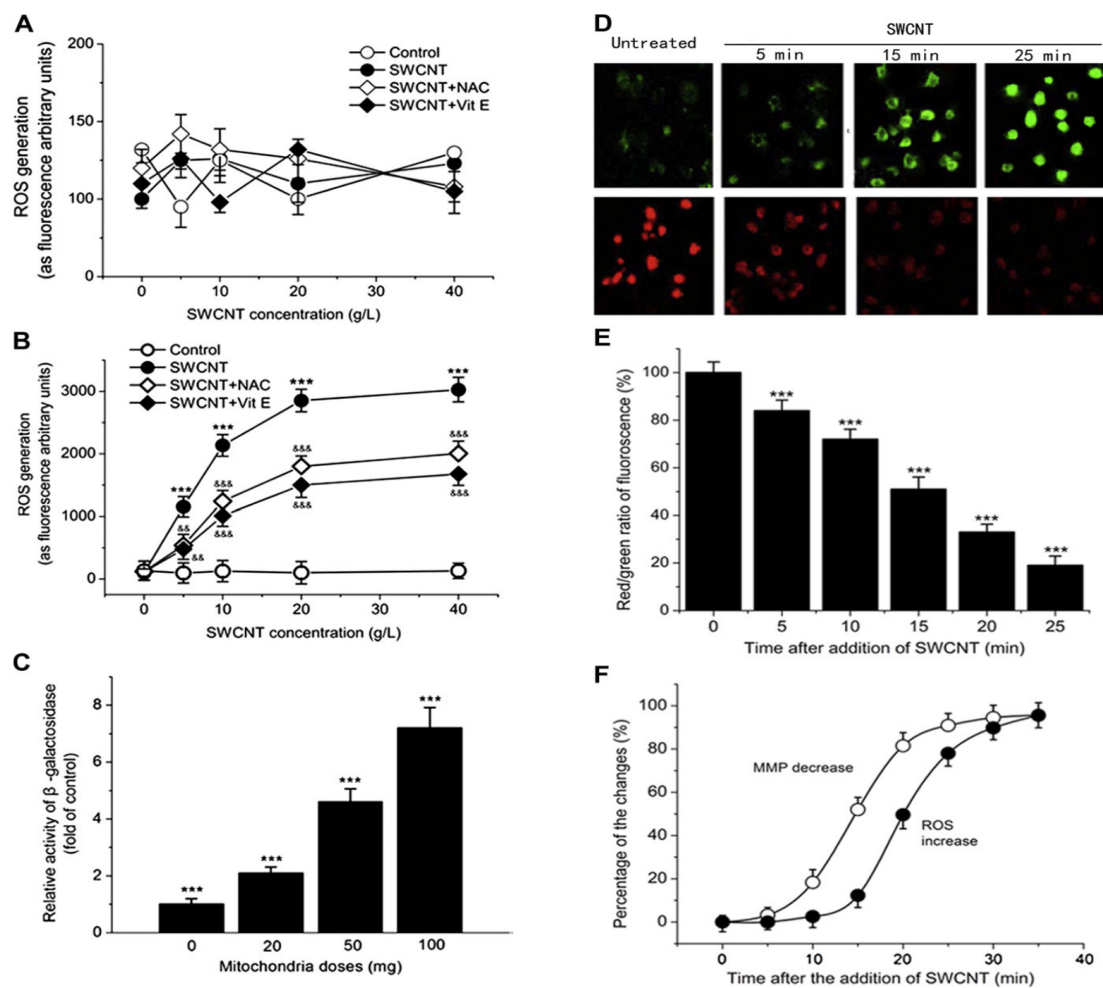 A
ROS generation
(as fluorescence arbitrary units)
150
125
100
75
50
Control
SWCNT
SWCNT+NAC
SWCNT+Vit E
0 10 20 30 40
SWCNT concentration (g/L)
B
ROS generation
(as fluorescence arbitrary units)
Control
SWCNT
SWCNT+NAC
SWCNT+Vit E
3000
2000
1000
0
*** *** *** ***
&& &&& &&& &&&
&& &&& &&& &&&
0 10 20 30 40
SWCNT concentration (g/L)
C
Relative activity of β -galactosidase
(fold of control)
8
6
4
2
0
*** *** *** ***
0 20 50 100
Mitochondria doses (mg)
D
SWCNT
Untreated 5 min 15 min 25 min
E
Red/green ratio of fluoroscence (%)
100
80
60
40
20
0
*** *** *** *** ***
0 5 10 15 20 25
Time after addition of SWCNT (min)
F
Percentage of the changes (%)
100
80
60
40
20
0
MMP decrease
ROS
increase
0 10 20 30 40
Time after the addition of SWCNT (min)